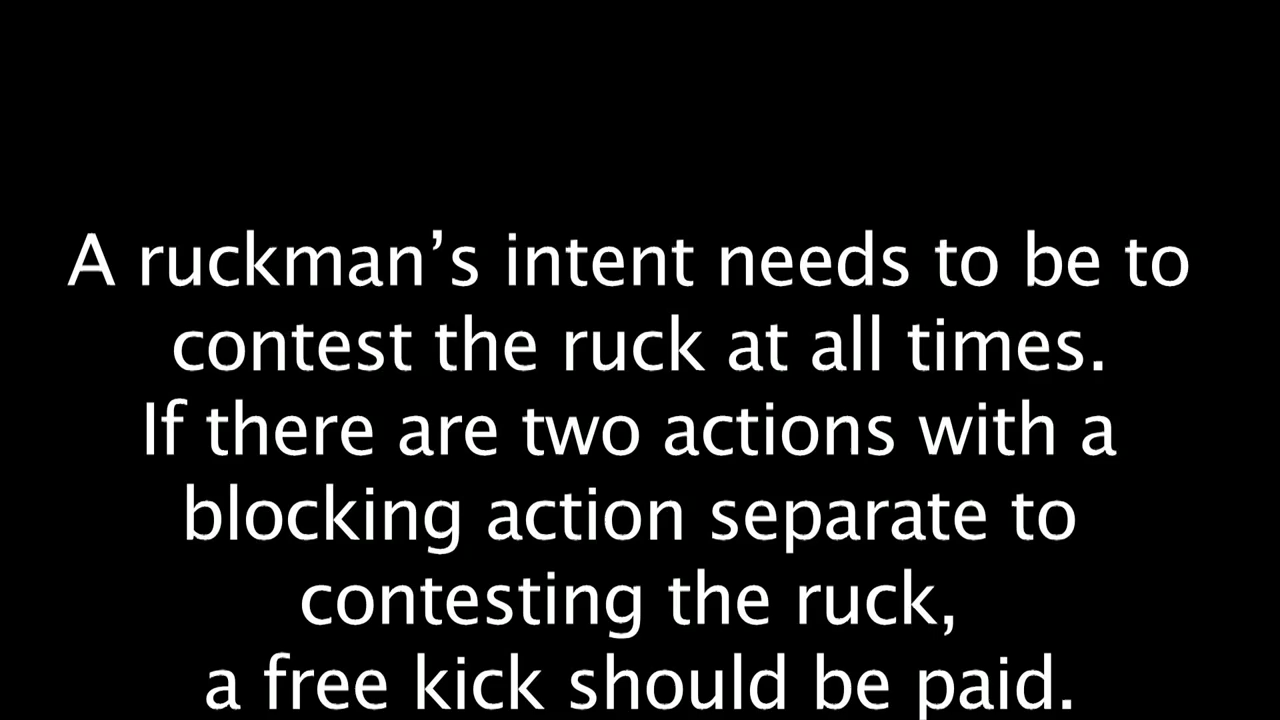 A ruckman’s intent needs to be to
contest the ruck at all times.
If there are two actions with a
blocking action separate to
contesting the ruck,
a free kick should be paid.